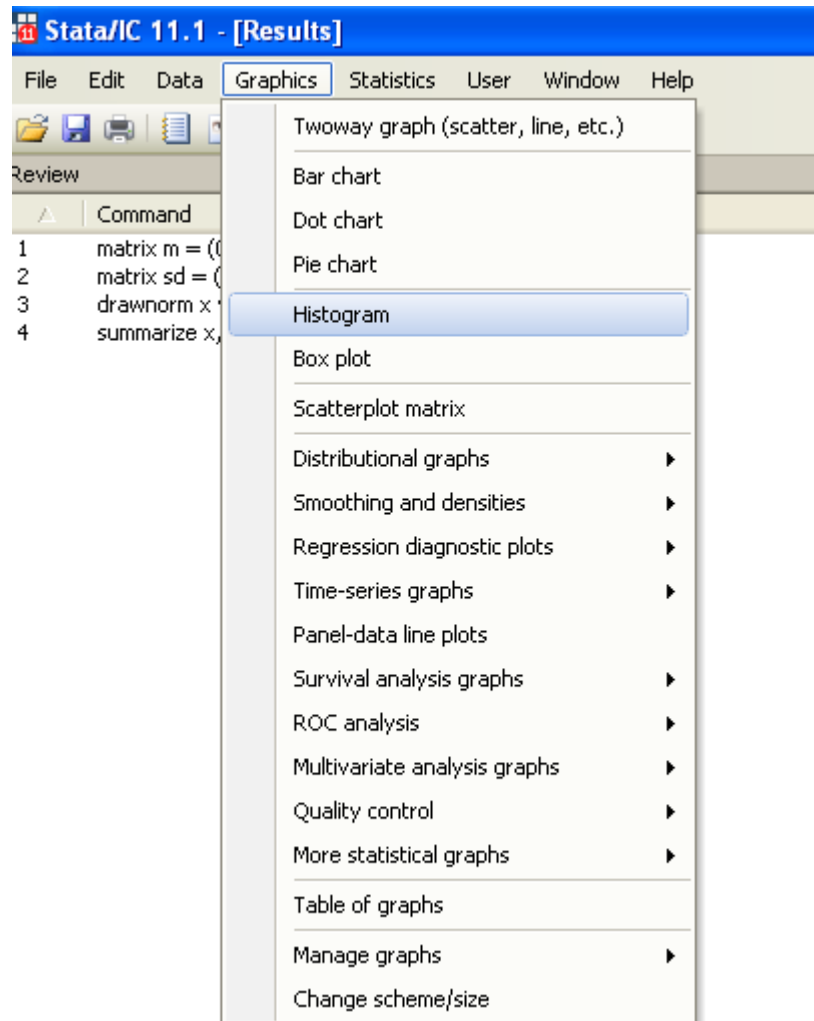 Stata/IC 11.1 - [Results]
File Edit Data Graphics Statistics User Window Help
Review
Command
1 matrix m = (0
2 matrix sd = (
3 drawnorm x
4 summarize x,
Twoway graph (scatter, line, etc.)
Bar chart
Dot chart
Pie chart
Histogram
Box plot
Scatterplot matrix
Distributional graphs
Smoothing and densities
Regression diagnostic plots
Time-series graphs
Panel-data line plots
Survival analysis graphs
ROC analysis
Multivariate analysis graphs
Quality control
More statistical graphs
Table of graphs
Manage graphs
Change scheme/size